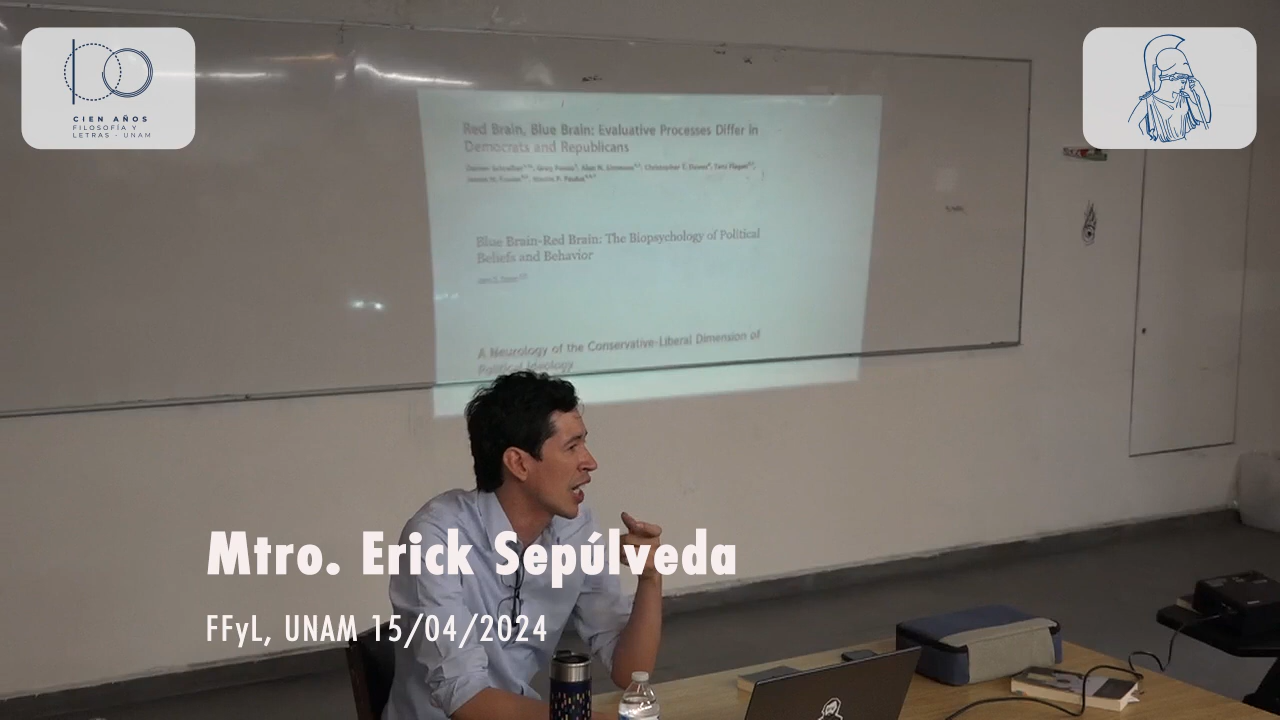 CIEN AÑOS
FILOSOFÍA Y
LETRAS · UNAM
Red Brain, Blue Brain: Evaluative Processes Differ in
Democrats and Republicans
Blue Brain-Red Brain: The Biopsychology of Political
Beliefs and Behavior
A Neurology of the Conservative-Liberal Dimension of
Political Ideology
Mtro. Erick Sepúlveda
FFyL, UNAM 15/04/2024